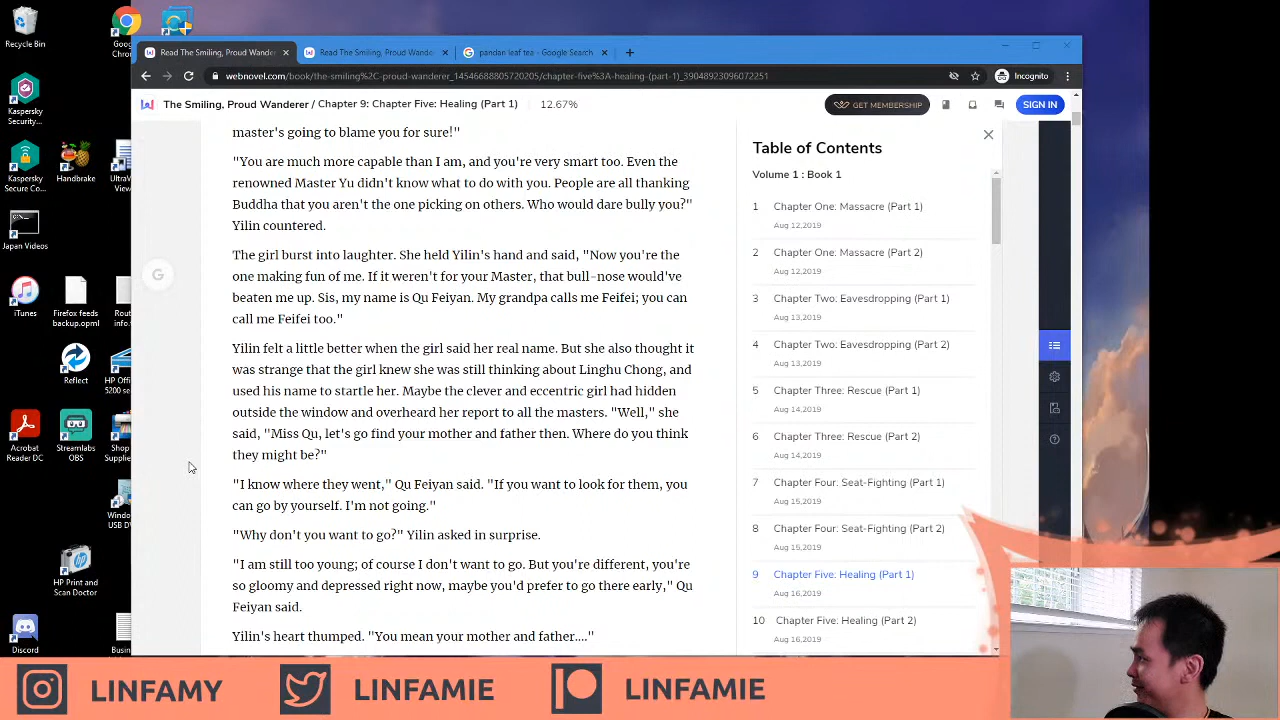 Recycle Bin
Kaspersky
Security...
Kaspersky
Secure Co...
Japan Videos
iTunes
Acrobat
Reader DC
Discord
Handbrake
Firefox feeds
backup.opml
Reflect
Streamlabs
OBS
HP Print and
Scan Doctor
Read The Smiling, Proud Wander
Read The Smiling, Proud Wande
pandan leaf tea - Google Search
webnovel.com/book/the-smiling%2C-proud-wanderer_14546688805720205/chapter-five%3A-healing-(part-1)_39048923096072251
Incognito
The Smiling, Proud Wanderer / Chapter 9: Chapter Five: Healing (Part 1)
12.67%
GET MEMBERSHIP
SIGN IN
master's going to blame you for sure!"
"You are much more capable than I am, and you're very smart too. Even the
renowned Master Yu didn't know what to do with you. People are all thanking
Buddha that you aren't the one picking on others. Who would dare bully you?"
Yilin countered.
The girl burst into laughter. She held Yilin's hand and said, "Now you're the
one making fun of me. If it weren't for your Master, that bull-nose would've
beaten me up. Sis, my name is Qu Feiyan. My grandpa calls me Feifei; you can
call me Feifei too."
Yilin felt a little better when the girl said her real name. But she also thought it
was strange that the girl knew she was still thinking about Linghu Chong, and
used his name to startle her. Maybe the clever and eccentric girl had hidden
outside the window and overheard her report to all the masters. "Well," she
said, "Miss Qu, let's go find your mother and father then. Where do you think
they might be?"
"I know where they went," Qu Feiyan said. "If you want to look for them, you
can go by yourself. I'm not going."
"Why don't you want to go?" Yilin asked in surprise.
"I am still too young; of course I don't want to go. But you're different, you're
so gloomy and depressed right now, maybe you'd prefer to go there early," Qu
Feiyan said.
Yilin's heart thumped. "You mean your mother and father...."
Table of Contents
Volume 1 : Book 1
1 Chapter One: Massacre (Part 1)
Aug 12,2019
2 Chapter One: Massacre (Part 2)
Aug 12,2019
3 Chapter Two: Eavesdropping (Part 1)
Aug 13,2019
4 Chapter Two: Eavesdropping (Part 2)
Aug 13,2019
5 Chapter Three: Rescue (Part 1)
Aug 14,2019
6 Chapter Three: Rescue (Part 2)
Aug 14,2019
7 Chapter Four: Seat-Fighting (Part 1)
Aug 15,2019
8 Chapter Four: Seat-Fighting (Part 2)
Aug 15,2019
9 Chapter Five: Healing (Part 1)
Aug 16,2019
10 Chapter Five: Healing (Part 2)
Aug 16,2019
LINFAMY
LINFAMIE
LINFAMIE